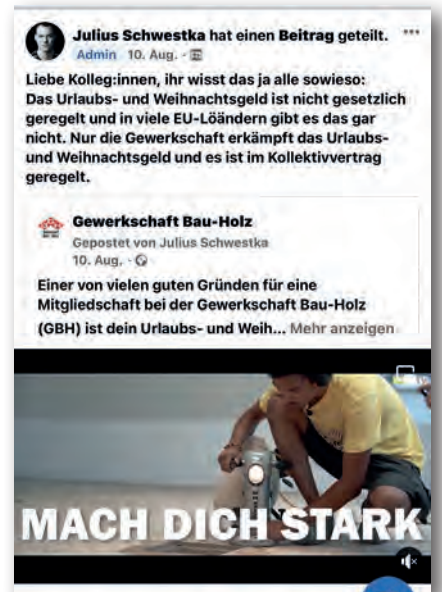 Julius Schwestka hat einen Beitrag geteilt.
Admin 10. Aug. ·
Liebe Kolleg:innen, ihr wisst das ja alle sowieso:
Das Urlaubs- und Weihnachtsgeld ist nicht gesetzlich
geregelt und in viele EU-Löändern gibt es das gar
nicht. Nur die Gewerkschaft erkämpft das Urlaubs-
und Weihnachtsgeld und es ist im Kollektivvertrag
geregelt.
Gewerkschaft Bau-Holz
Gepostet von Julius Schwestka
10. Aug. ·
Einer von vielen guten Gründen für eine
Mitgliedschaft bei der Gewerkschaft Bau-Holz
(GBH) ist dein Urlaubs- und Weih... Mehr anzeigen
MACH DICH STARK